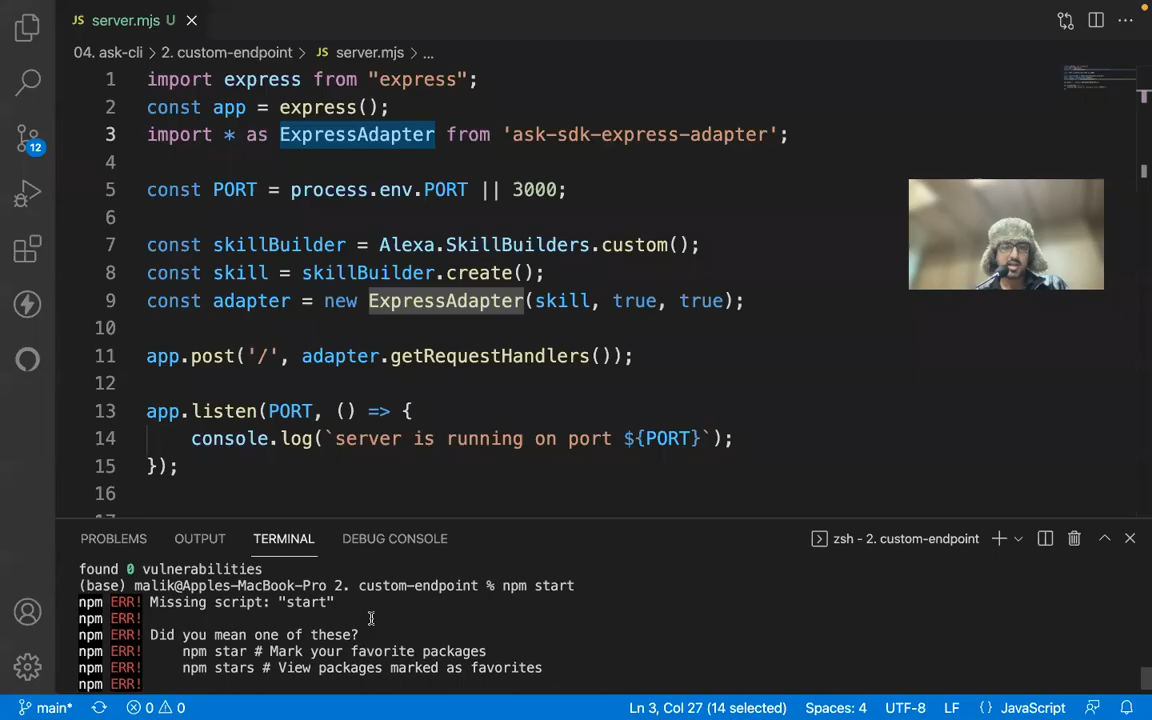 JS server.mjs U
04. ask-cli > 2. custom-endpoint > JS server.mjs > ...
1 import express from "express";
2 const app = express();
3 import * as ExpressAdapter from 'ask-sdk-express-adapter';
4
5 const PORT = process.env.PORT || 3000;
6
7 const skillBuilder = Alexa.SkillBuilders.custom();
8 const skill = skillBuilder.create();
9 const adapter = new ExpressAdapter(skill, true, true);
10
11 app.post('/', adapter.getRequestHandlers());
12
13 app.listen(PORT, () => {
14 console.log(`server is running on port ${PORT}`);
15 });
16
12
PROBLEMS OUTPUT TERMINAL DEBUG CONSOLE zsh - 2. custom-endpoint
found 0 vulnerabilities
(base) malik@Apples-MacBook-Pro 2. custom-endpoint % npm start
npm ERR! Missing script: "start"
npm ERR!
npm ERR! Did you mean one of these?
npm ERR! npm star # Mark your favorite packages
npm ERR! npm stars # View packages marked as favorites
npm ERR!
main* 0 0 Ln 3, Col 27 (14 selected) Spaces: 4 UTF-8 LF {} JavaScript